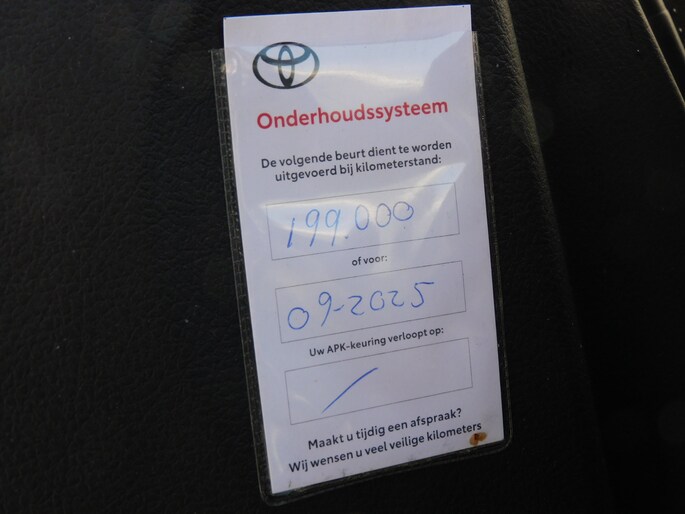 Onderhoudssysteem
De volgende beurt dient te worden
uitgevoerd bij kilometerstand:
199.000
of voor:
09-2025
Uw APK-keuring verloopt op:
/
Maakt u tijdig een afspraak?
Wij wensen u veel veilige kilometers